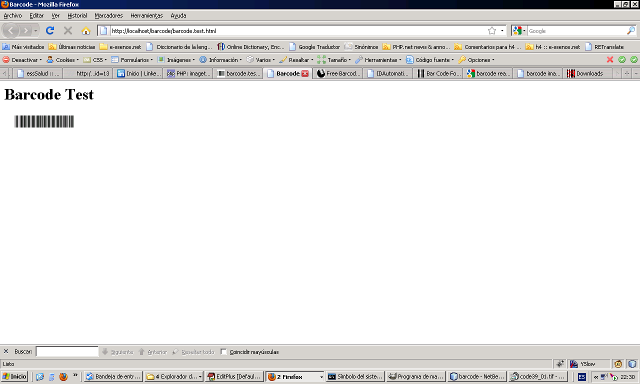 Barcode - Mozilla Firefox
Archivo Editar Ver Historial Marcadores Herramientas Ayuda
http://localhost/barcode/barcode.test.html Google
Más visitados Últimas noticias e-esenos.net Diccionario de la leng... Online Dictionary, Enc... Google Traductor Sinónimos PHP.net news & anno... Comentarios para h4 ... h4 :: e-esenos.net RETranslate
Desactivar Cookies CSS Formularios Imágenes Información Varios Resaltar Tamaño Herramientas Código fuente Opciones
essSalud :: ... http:/...id=13 Inicio | Linke... PHP: imaget... barcode.tes... Barcode Free Barcod... IDAutomati... Bar Code Fo... barcode rea... barcode ima... Downloads
Barcode Test
Buscar: Siguiente Anterior Resaltar todo Coincidir mayúsculas
Listo YSlow
Inicio Bandeja de entr... 4 Explorador d... EditPlus [Defaul... 2 Firefox Símbolo del siste... Programa de ma... barcode - NetBe... code39_01.tif - ... ES 22:30